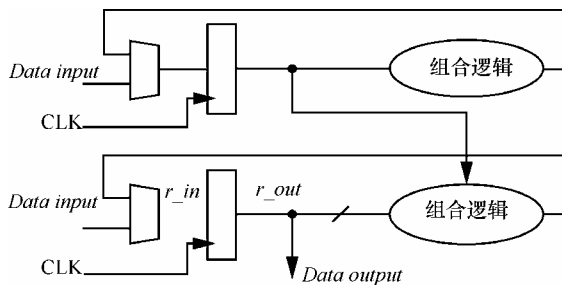 Data input
组合逻辑
CLK
Data input
r_in
r_out
组合逻辑
CLK
Data output